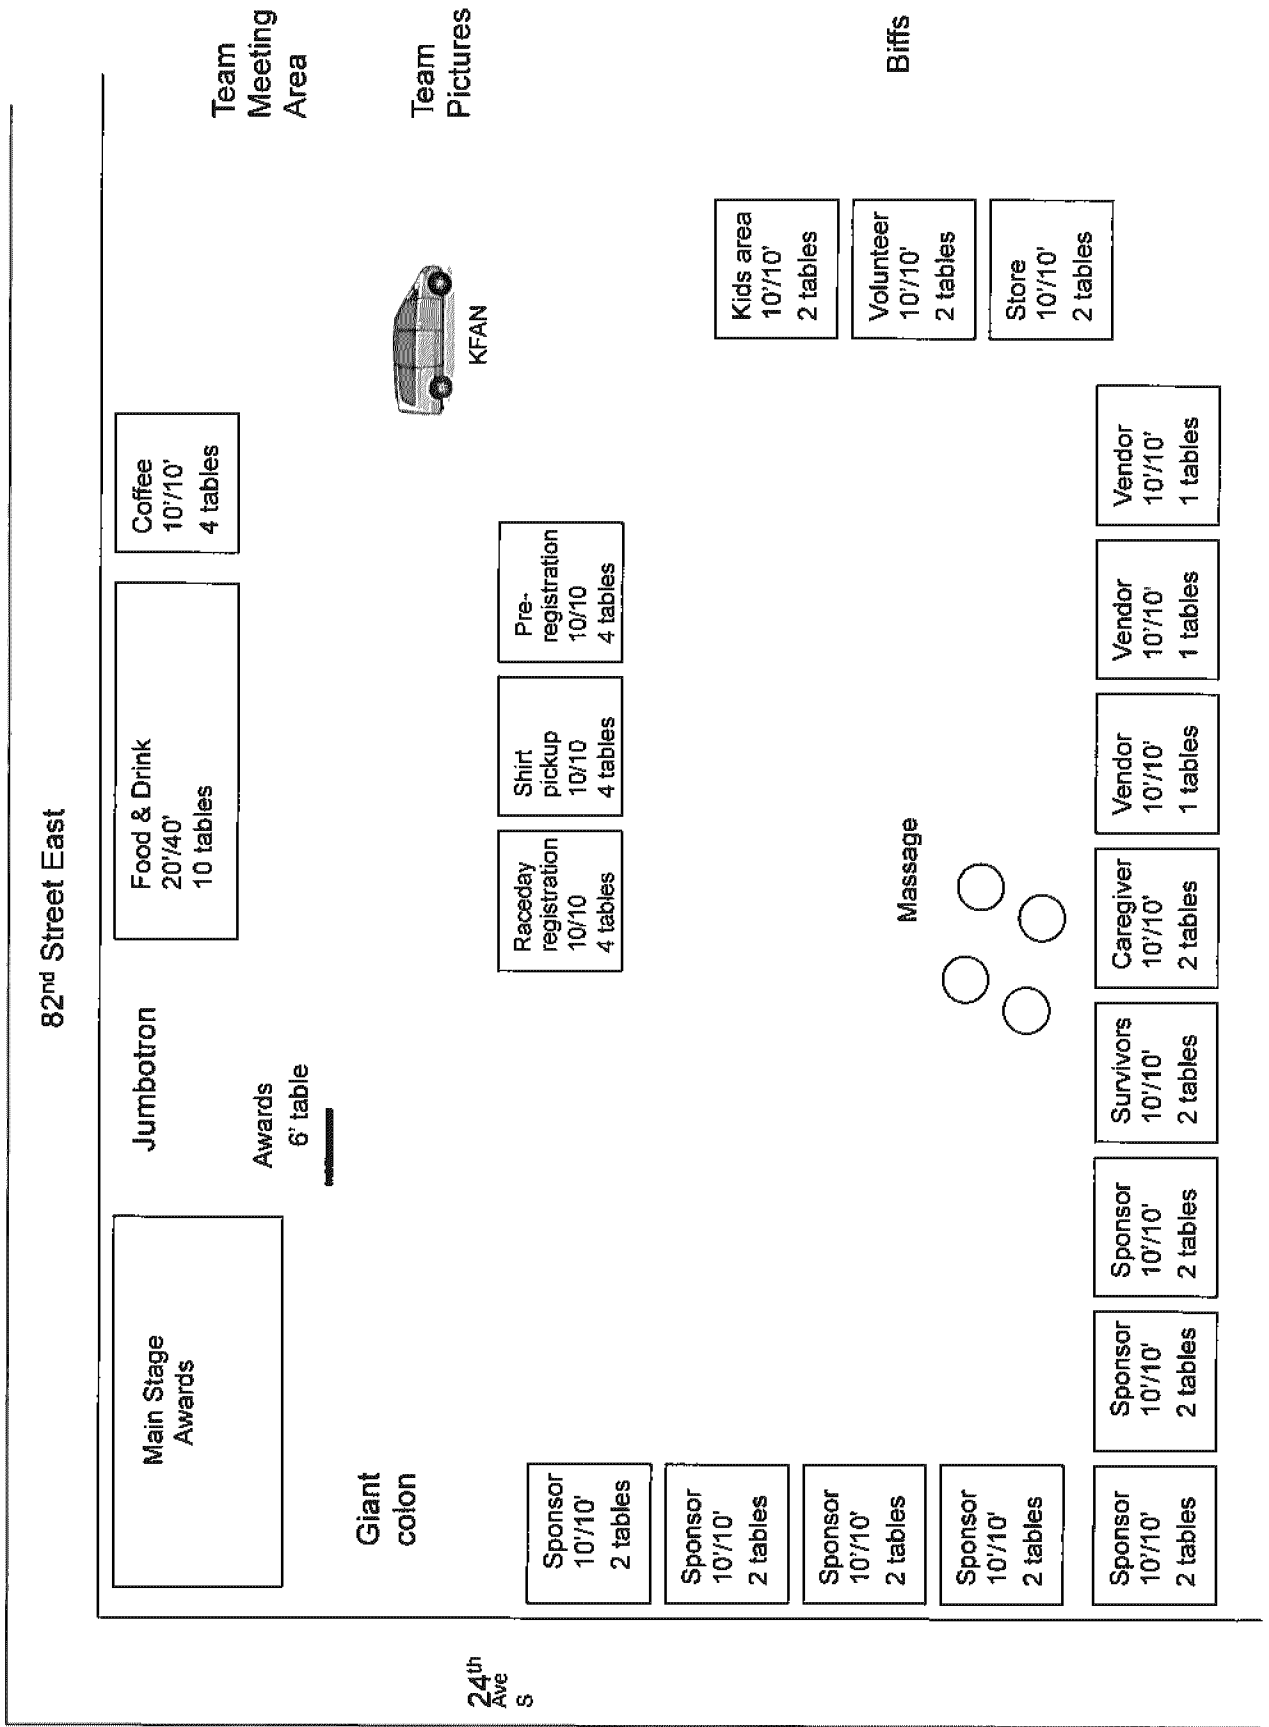 82nd Street East
24th
Ave
S
Main Stage
Awards
Jumbotron
Awards
6' table
Food & Drink
20'/40'
10 tables
Coffee
10'/10'
4 tables
Team
Meeting
Area
Giant
colon
KFAN
Team
Pictures
Raceday
registration
10/10
4 tables
Shirt
pickup
10/10
4 tables
Pre-
registration
10/10
4 tables
Sponsor
10'/10'
2 tables
Sponsor
10'/10'
2 tables
Sponsor
10'/10'
2 tables
Sponsor
10'/10'
2 tables
Massage
Kids area
10'/10'
2 tables
Volunteer
10'/10'
2 tables
Store
10'/10'
2 tables
Biffs
Sponsor
10'/10'
2 tables
Sponsor
10'/10'
2 tables
Sponsor
10'/10'
2 tables
Survivors
10'/10'
2 tables
Caregiver
10'/10'
2 tables
Vendor
10'/10'
1 tables
Vendor
10'/10'
1 tables
Vendor
10'/10'
1 tables